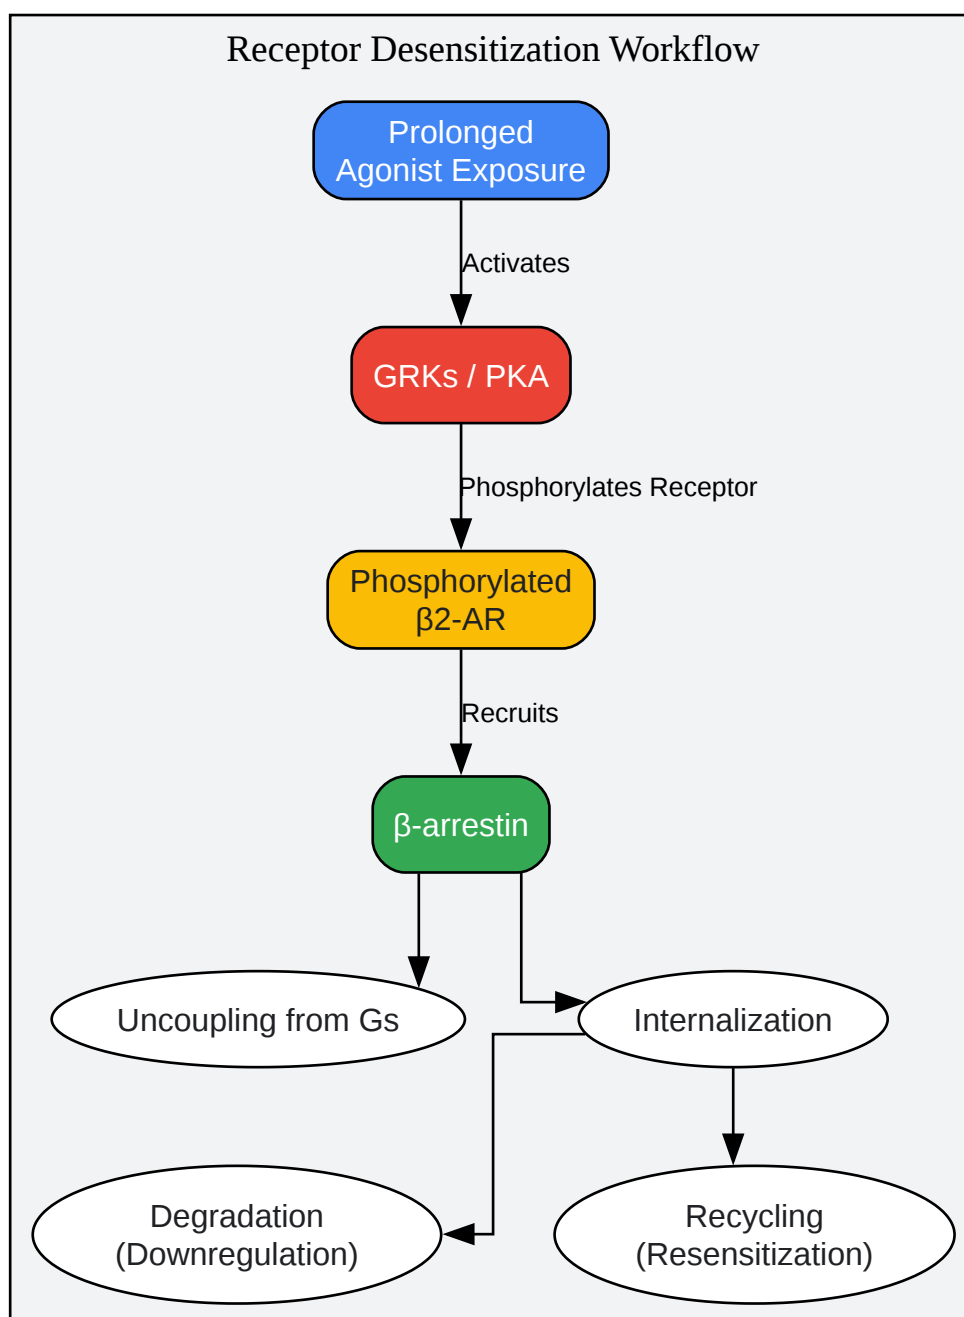 Receptor Desensitization Workflow
Prolonged
Agonist Exposure
Activates
GRKs / PKA
Phosphorylates Receptor
Phosphorylated
β2-AR
Recruits
β-arrestin
Uncoupling from Gs
Internalization
Degradation
(Downregulation)
Recycling
(Resensitization)